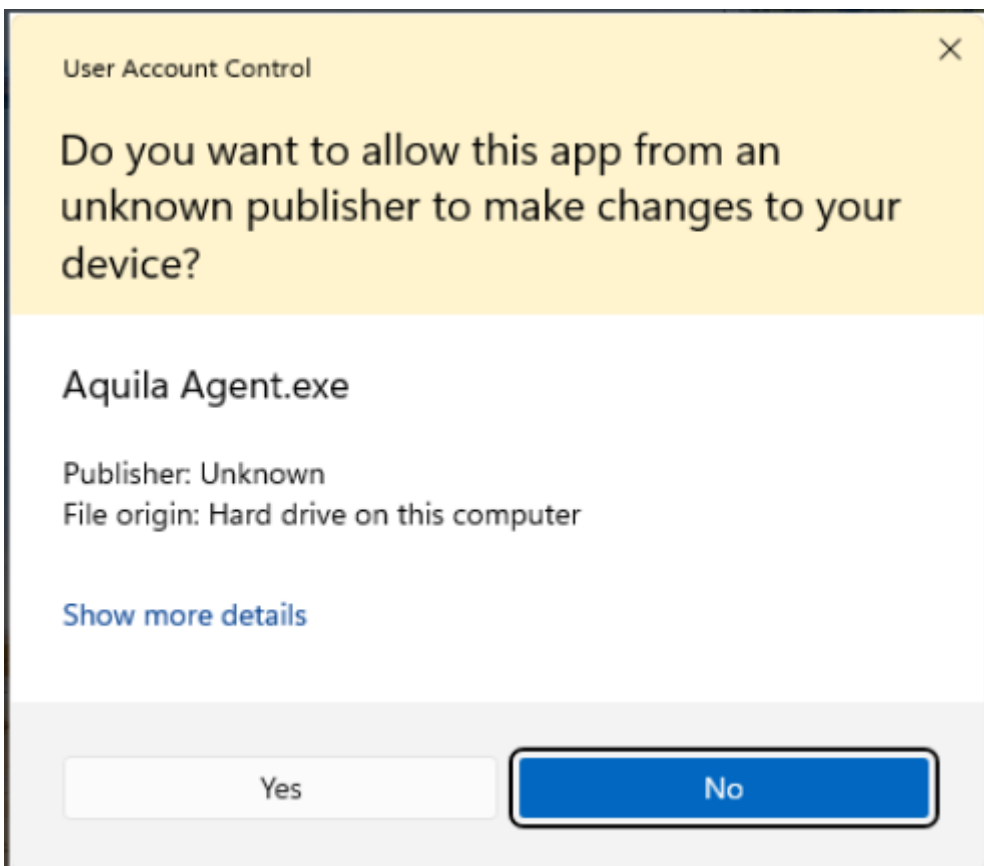 User Account Control
Do you want to allow this app from an
unknown publisher to make changes to your
device?
Aquila Agent.exe
Publisher: Unknown
File origin: Hard drive on this computer
Show more details
Yes
No